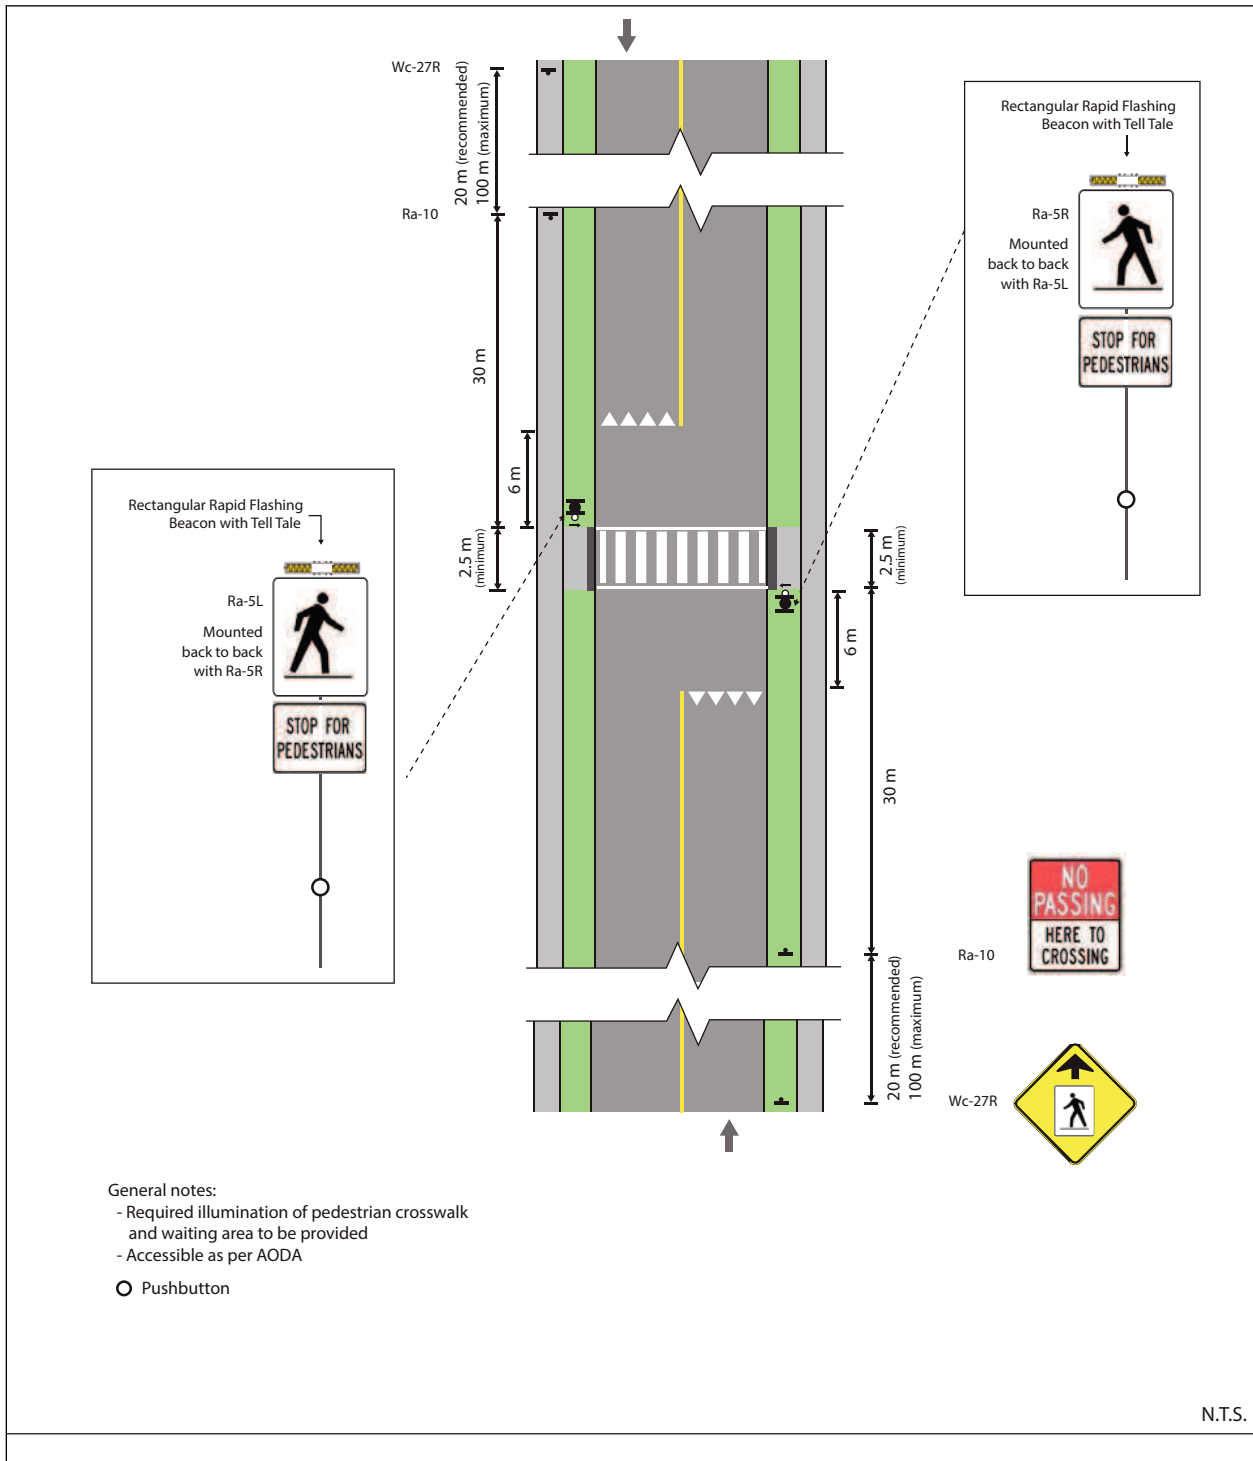 Wc-27R
20 m (recommended)
100 m (maximum)
Ra-10
30 m
6 m
2.5 m
(minimum)
Rectangular Rapid Flashing
Beacon with Tell Tale
Ra-5R
Mounted
back to back
with Ra-5L
STOP FOR
PEDESTRIANS
Rectangular Rapid Flashing
Beacon with Tell Tale
Ra-5L
Mounted
back to back
with Ra-5R
STOP FOR
PEDESTRIANS
2.5 m
(minimum)
6 m
30 m
20 m (recommended)
100 m (maximum)
Ra-10
NO
PASSING
HERE TO
CROSSING
Wc-27R
General notes:
- Required illumination of pedestrian crosswalk
and waiting area to be provided
- Accessible as per AODA
Pushbutton
N.T.S.